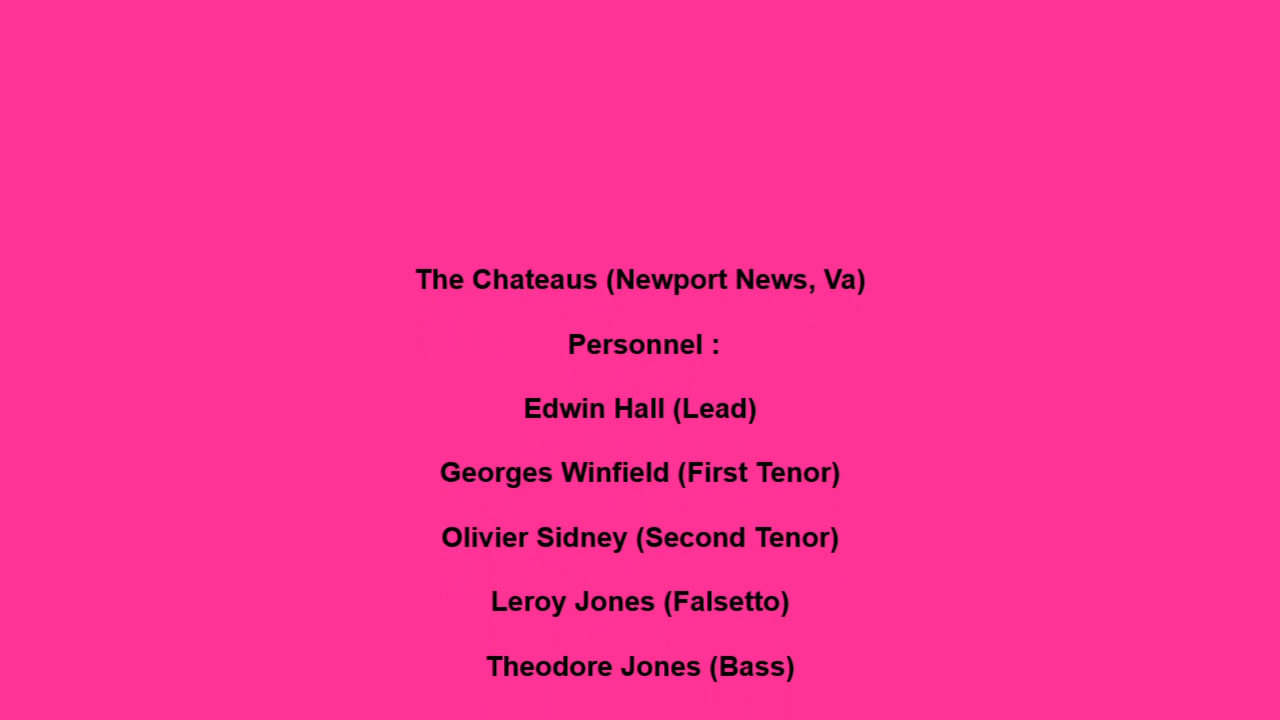 The Chateaus (Newport News, Va)
Personnel :
Edwin Hall (Lead)
Georges Winfield (First Tenor)
Olivier Sidney (Second Tenor)
Leroy Jones (Falsetto)
Theodore Jones (Bass)